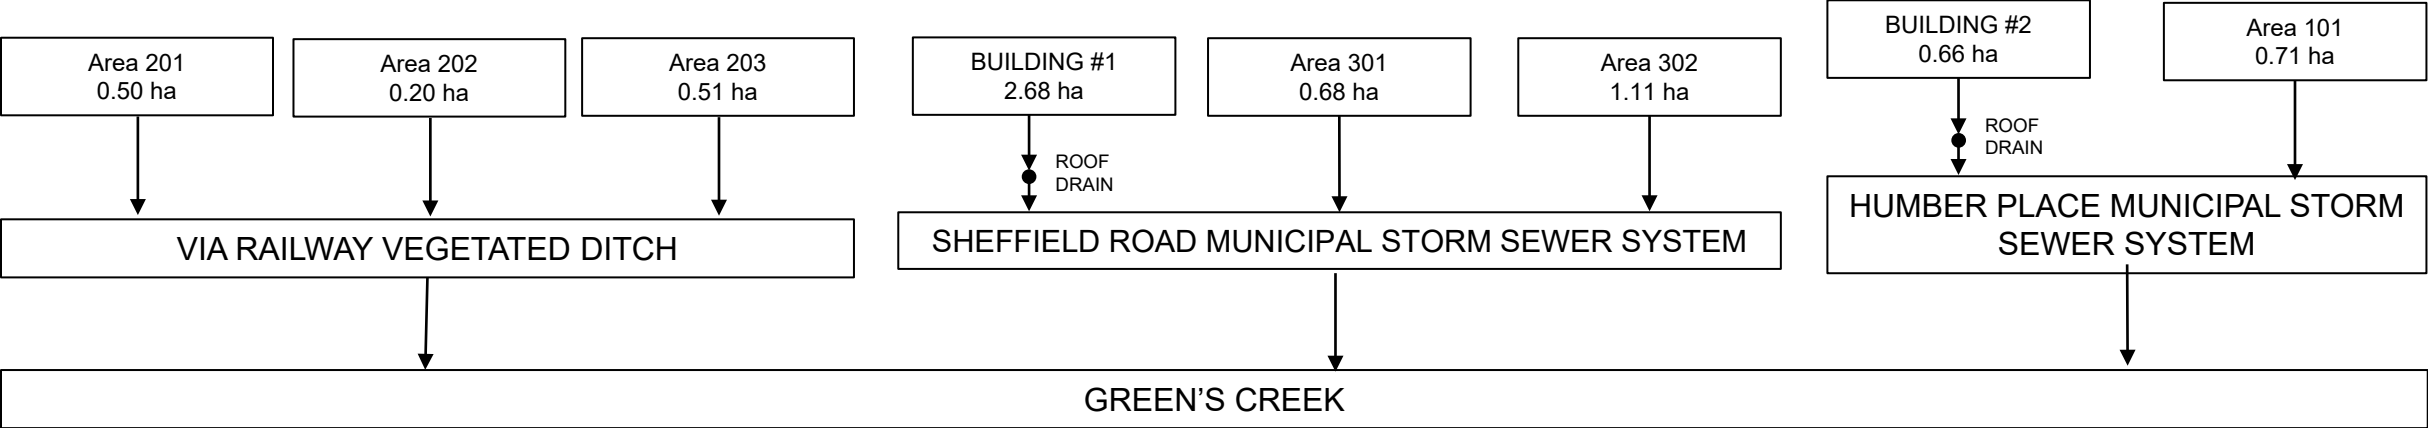 Area 201
0.50 ha
Area 202
0.20 ha
Area 203
0.51 ha
BUILDING #1
2.68 ha
Area 301
0.68 ha
Area 302
1.11 ha
BUILDING #2
0.66 ha
Area 101
0.71 ha
ROOF
DRAIN
ROOF
DRAIN
VIA RAILWAY VEGETATED DITCH
SHEFFIELD ROAD MUNICIPAL STORM SEWER SYSTEM
HUMBER PLACE MUNICIPAL STORM
SEWER SYSTEM
GREEN’S CREEK